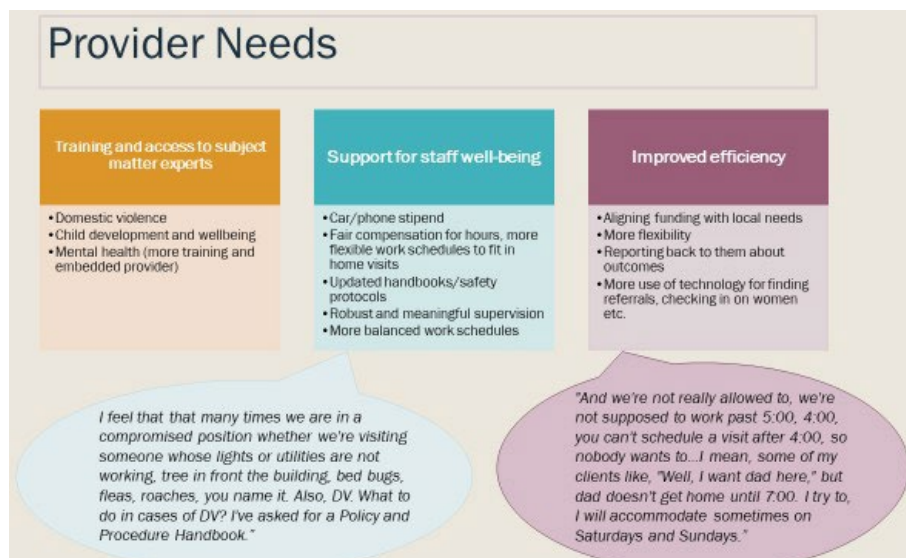 Provider Needs
Training and access to subject
matter experts
•Domestic violence
•Child development and wellbeing
•Mental health (more training and
embedded provider)
Support for staff well-being
•Car/phone stipend
•Fair compensation for hours, more
flexible work schedules to fit in
home visits
•Updated handbooks/safety
protocols
•Robust and meaningful supervision
•More balanced work schedules
Improved efficiency
•Aligning funding with local needs
•More flexibility
•Reporting back to them about
outcomes
•More use of technology for finding
referrals, checking in on women
etc.
I feel that that many times we are in a
compromised position whether we're visiting
someone whose lights or utilities are not
working, tree in front the building, bed bugs,
fleas, roaches, you name it. Also, DV. What to
do in cases of DV? I've asked for a Policy and
Procedure Handbook."
"And we're not really allowed to, we're
not supposed to work past 5:00, 4:00,
you can't schedule a visit after 4:00, so
nobody wants to...I mean, some of my
clients like, "Well, I want dad here," but
dad doesn't get home until 7:00. I try to,
I will accommodate sometimes on
Saturdays and Sundays."